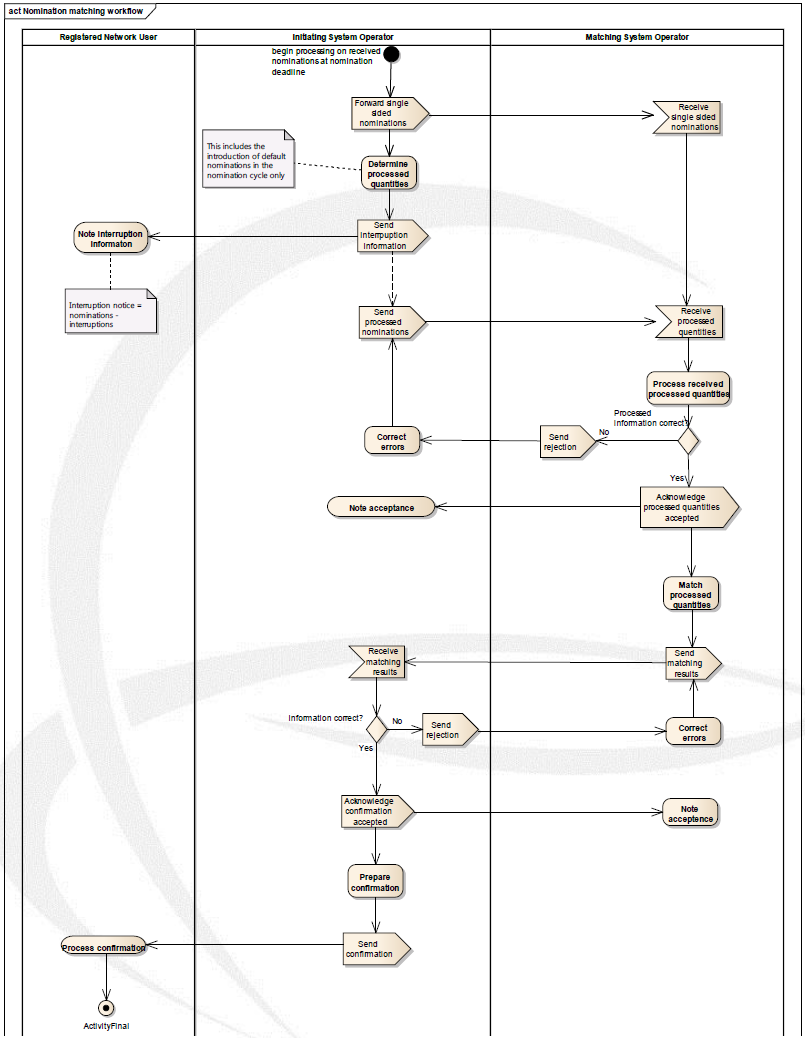 act Nomination matching workflow
Registered Network User
Initiating System Operator
Matching System Operator
begin processing on received
nominations at nomination
deadline
Forward single
sided
nominations
Receive
single sided
nominations
This includes the
introduction of default
nominations in the
nomination cycle only
Determine
processed
quantities
Send
Interrpuption
Information
Note Interruption
Informaton
Interruption notice =
nominations -
interruptions
Send
processed
nominations
Receive
processed
quentities
Process received
processed quantities
Processed
Information correct?
No
Send
rejection
Correct
errors
Yes
Acknowledge
processed quantities
accepted
Note acceptance
Match
processed
quantities
Send
matching
results
Receive
matching
results
Information correct?
No
Send
rejection
Correct
errors
Yes
Acknowledge
confirmation
accepted
Note
acceptence
Prepare
confirmation
Send
confirmation
Process confirmation
ActivityFinal